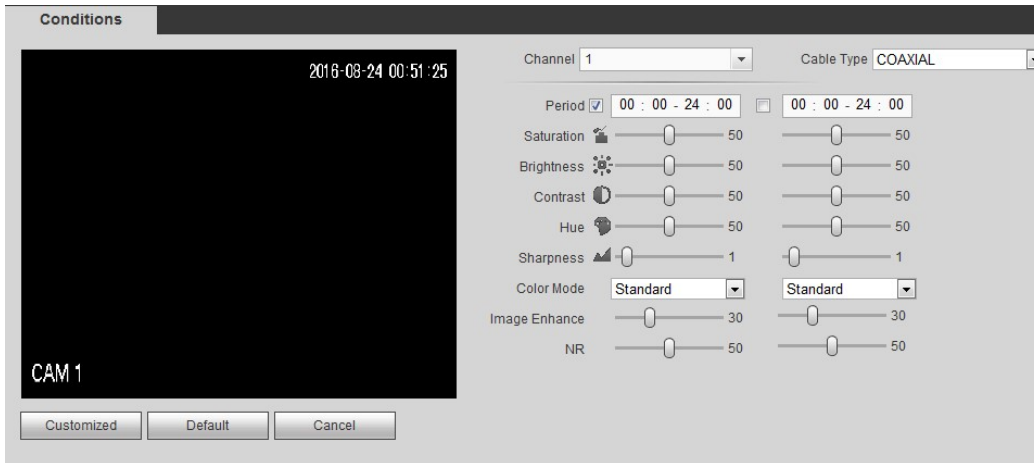 Conditions
2016-08-24 00:51:25
CAM 1
Customized Default Cancel
Channel 1 Cable Type COAXIAL
Period 00 : 00 - 24 : 00 00 : 00 - 24 : 00
Saturation 50 50
Brightness 50 50
Contrast 50 50
Hue 50 50
Sharpness 1 1
Color Mode Standard Standard
Image Enhance 30 30
NR 50 50